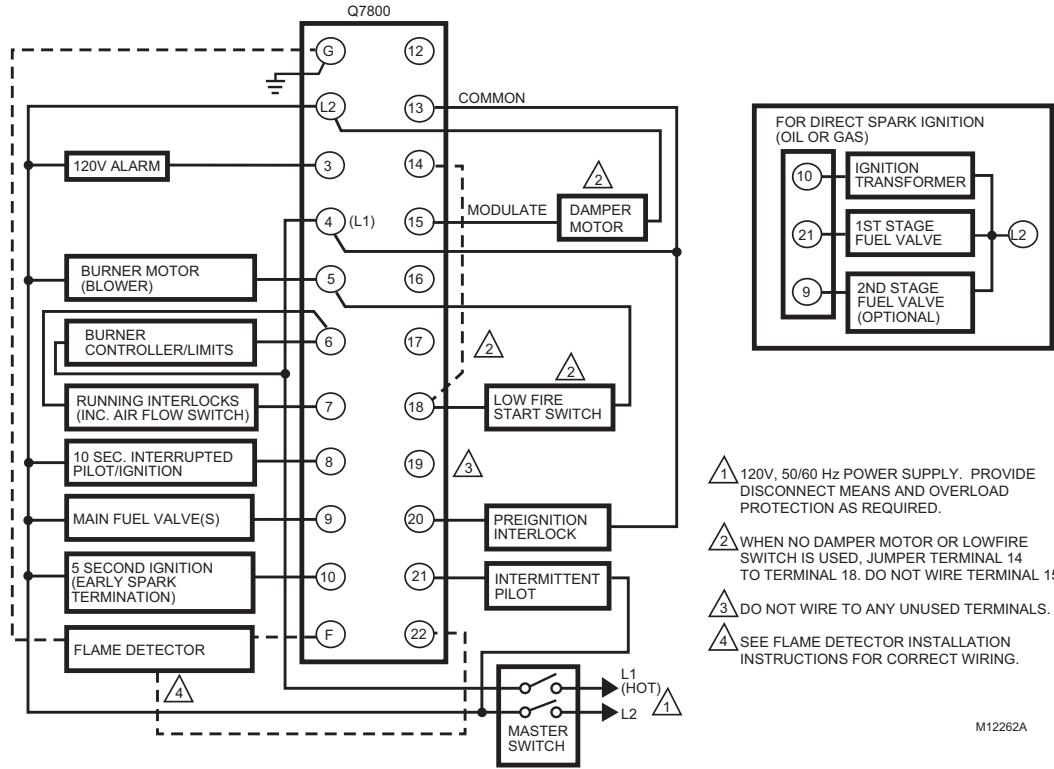 Q7800
G
12
L2
13
COMMON
120V ALARM
3
14
2
4
(L1)
15
MODULATE
DAMPER
MOTOR
BURNER MOTOR
(BLOWER)
5
16
BURNER
CONTROLLER/LIMITS
6
17
2
2
RUNNING INTERLOCKS
(INC. AIR FLOW SWITCH)
7
18
LOW FIRE
START SWITCH
10 SEC. INTERRUPTED
PILOT/IGNITION
8
19
3
MAIN FUEL VALVE(S)
9
20
PREIGNITION
INTERLOCK
5 SECOND IGNITION
(EARLY SPARK
TERMINATION)
10
21
INTERMITTENT
PILOT
FLAME DETECTOR
F
22
4
L1
(HOT)
L2
1
MASTER
SWITCH
FOR DIRECT SPARK IGNITION
(OIL OR GAS)
10
IGNITION
TRANSFORMER
21
1ST STAGE
FUEL VALVE
L2
9
2ND STAGE
FUEL VALVE
(OPTIONAL)
1 120V, 50/60 Hz POWER SUPPLY. PROVIDE
DISCONNECT MEANS AND OVERLOAD
PROTECTION AS REQUIRED.
2 WHEN NO DAMPER MOTOR OR LOWFIRE
SWITCH IS USED, JUMPER TERMINAL 14
TO TERMINAL 18. DO NOT WIRE TERMINAL 15
3 DO NOT WIRE TO ANY UNUSED TERMINALS.
4 SEE FLAME DETECTOR INSTALLATION
INSTRUCTIONS FOR CORRECT WIRING.
M12262A